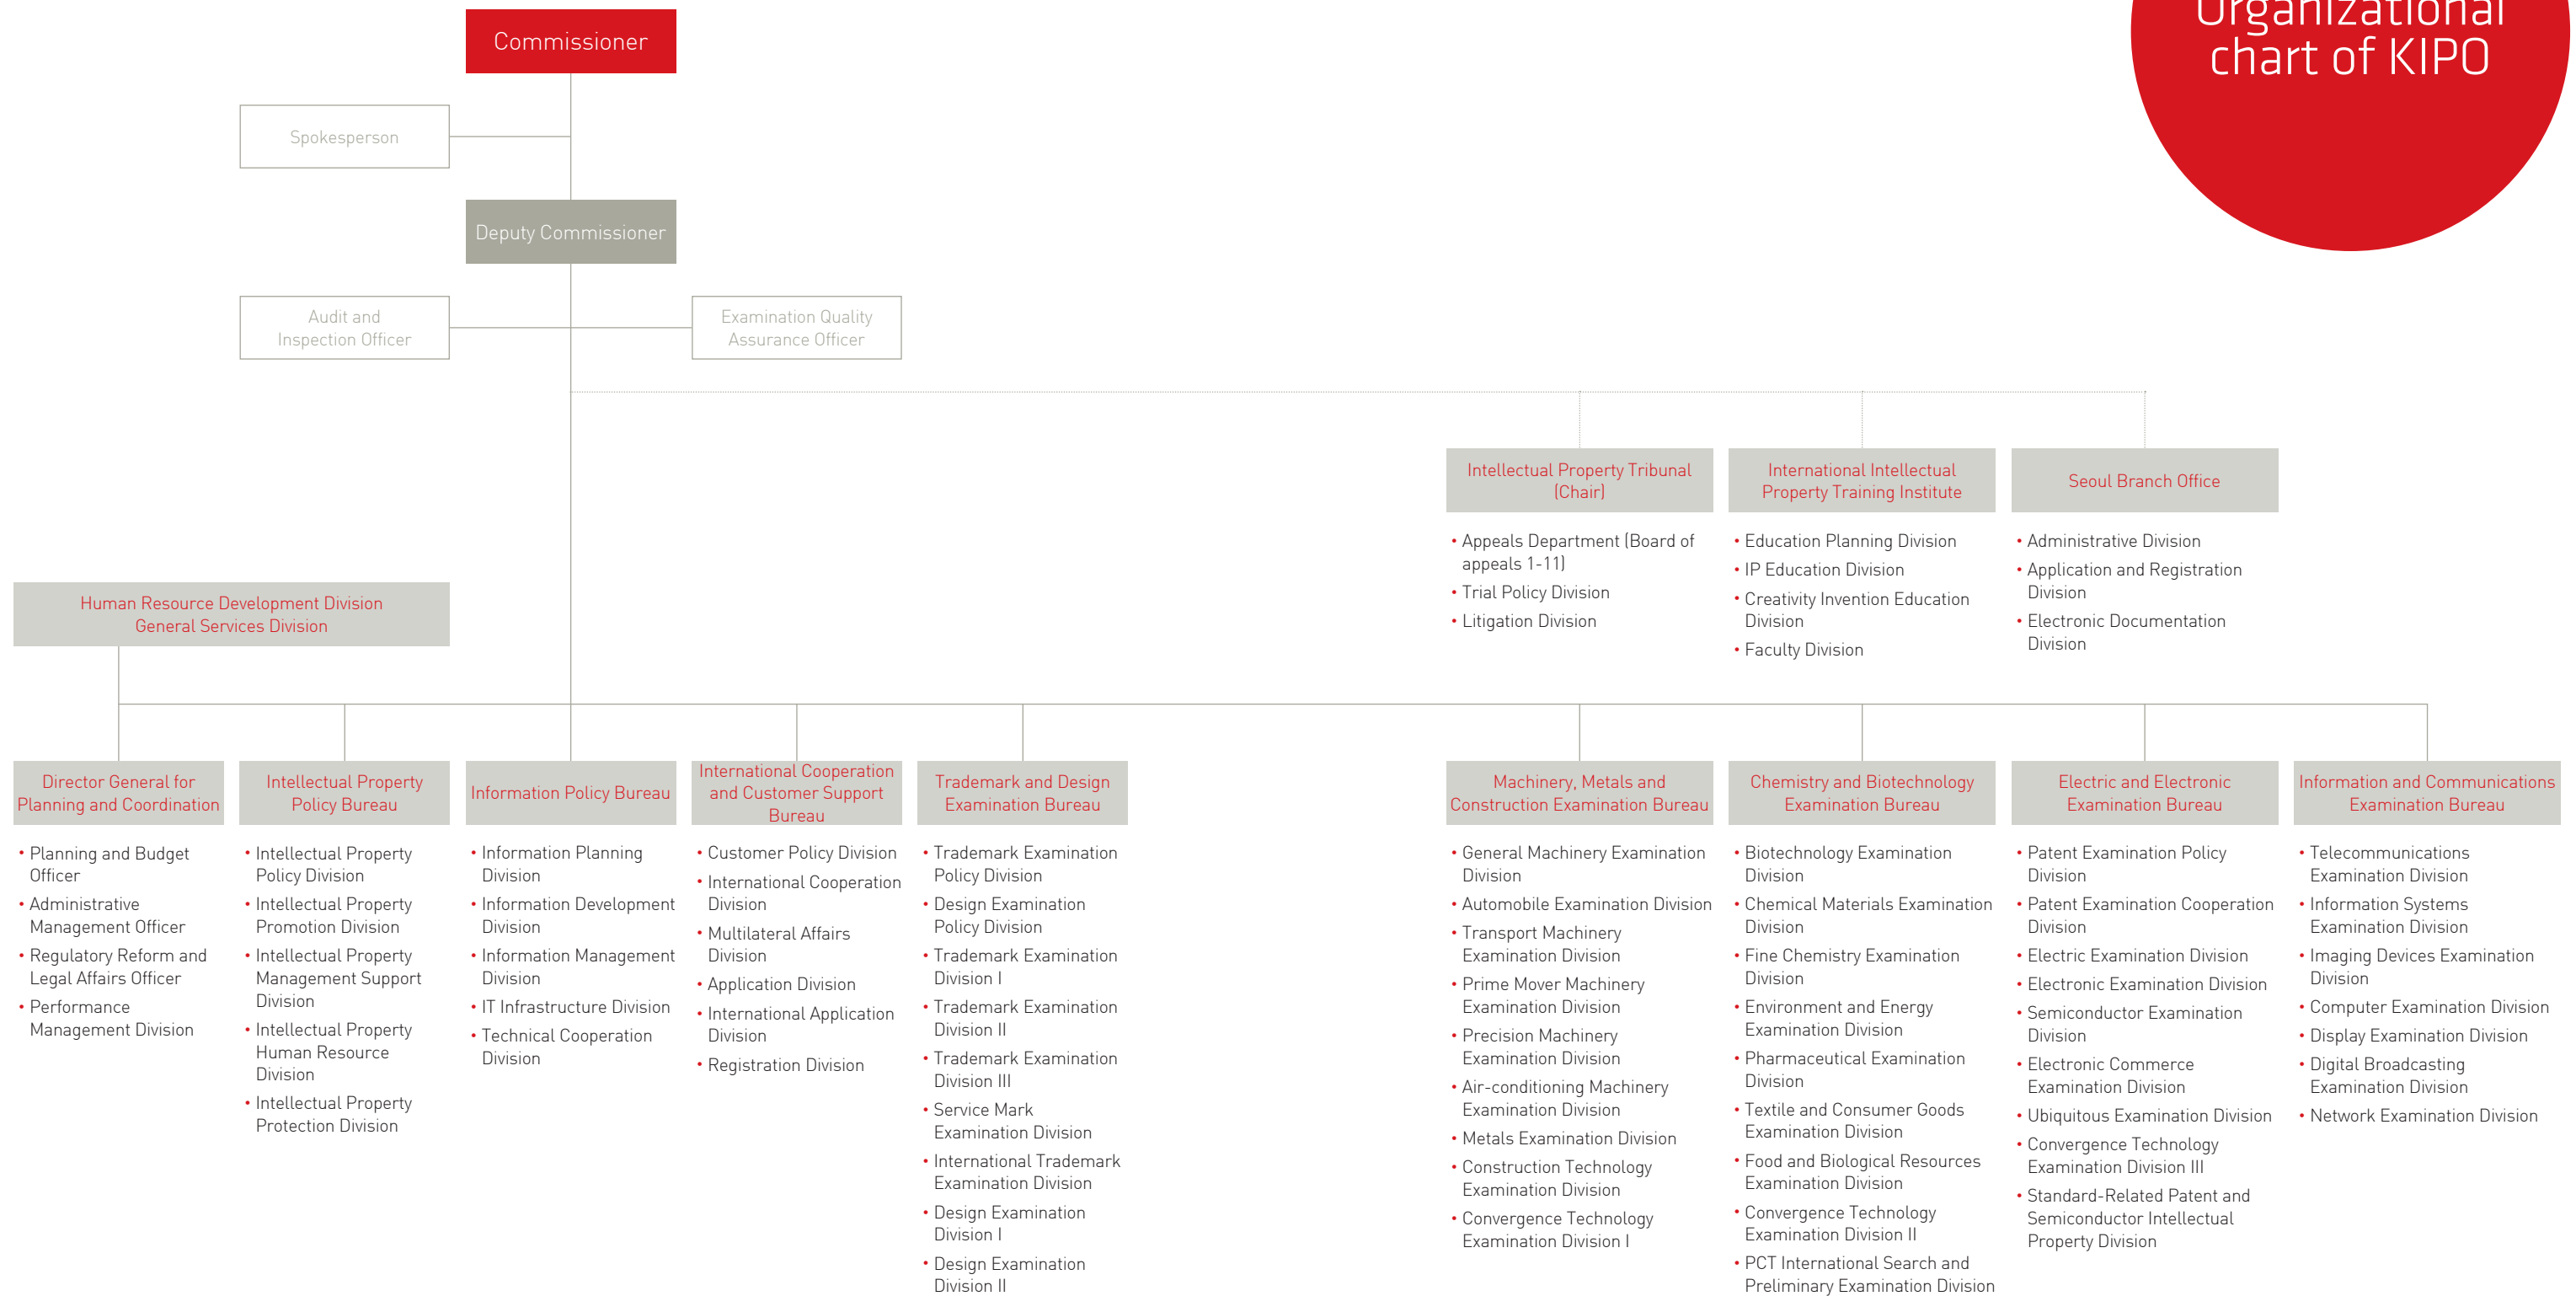 Organizational
chart of KIPO
Commissioner
Spokesperson
Deputy Commissioner
Audit and
Inspection Officer
Examination Quality
Assurance Officer
Intellectual Property Tribunal
(Chair)
• Appeals Department (Board of
appeals 1-11)
• Trial Policy Division
• Litigation Division
International Intellectual
Property Training Institute
• Education Planning Division
• IP Education Division
• Creativity Invention Education
Division
• Faculty Division
Seoul Branch Office
• Administrative Division
• Application and Registration
Division
• Electronic Documentation
Division
Human Resource Development Division
General Services Division
Director General for
Planning and Coordination
• Planning and Budget
Officer
• Administrative
Management Officer
• Regulatory Reform and
Legal Affairs Officer
• Performance
Management Division
Intellectual Property
Policy Bureau
• Intellectual Property
Policy Division
• Intellectual Property
Promotion Division
• Intellectual Property
Management Support
Division
• Intellectual Property
Human Resource
Division
• Intellectual Property
Protection Division
Information Policy Bureau
• Information Planning
Division
• Information Development
Division
• Information Management
Division
• IT Infrastructure Division
• Technical Cooperation
Division
International Cooperation
and Customer Support
Bureau
• Customer Policy Division
• International Cooperation
Division
• Multilateral Affairs
Division
• Application Division
• International Application
Division
• Registration Division
Trademark and Design
Examination Bureau
• Trademark Examination
Policy Division
• Design Examination
Policy Division
• Trademark Examination
Division I
• Trademark Examination
Division II
• Trademark Examination
Division III
• Service Mark
Examination Division
• International Trademark
Examination Division
• Design Examination
Division I
• Design Examination
Division II
Machinery, Metals and
Construction Examination Bureau
• General Machinery Examination
Division
• Automobile Examination Division
• Transport Machinery
Examination Division
• Prime Mover Machinery
Examination Division
• Precision Machinery
Examination Division
• Air-conditioning Machinery
Examination Division
• Metals Examination Division
• Construction Technology
Examination Division
• Convergence Technology
Examination Division I
Chemistry and Biotechnology
Examination Bureau
• Biotechnology Examination
Division
• Chemical Materials Examination
Division
• Fine Chemistry Examination
Division
• Environment and Energy
Examination Division
• Pharmaceutical Examination
Division
• Textile and Consumer Goods
Examination Division
• Food and Biological Resources
Examination Division
• Convergence Technology
Examination Division II
• PCT International Search and
Preliminary Examination Division
Electric and Electronic
Examination Bureau
• Patent Examination Policy
Division
• Patent Examination Cooperation
Division
• Electric Examination Division
• Electronic Examination Division
• Semiconductor Examination
Division
• Electronic Commerce
Examination Division
• Ubiquitous Examination Division
• Convergence Technology
Examination Division III
• Standard-Related Patent and
Semiconductor Intellectual
Property Division
Information and Communications
Examination Bureau
• Telecommunications
Examination Division
• Information Systems
Examination Division
• Imaging Devices Examination
Division
• Computer Examination Division
• Display Examination Division
• Digital Broadcasting
Examination Division
• Network Examination Division